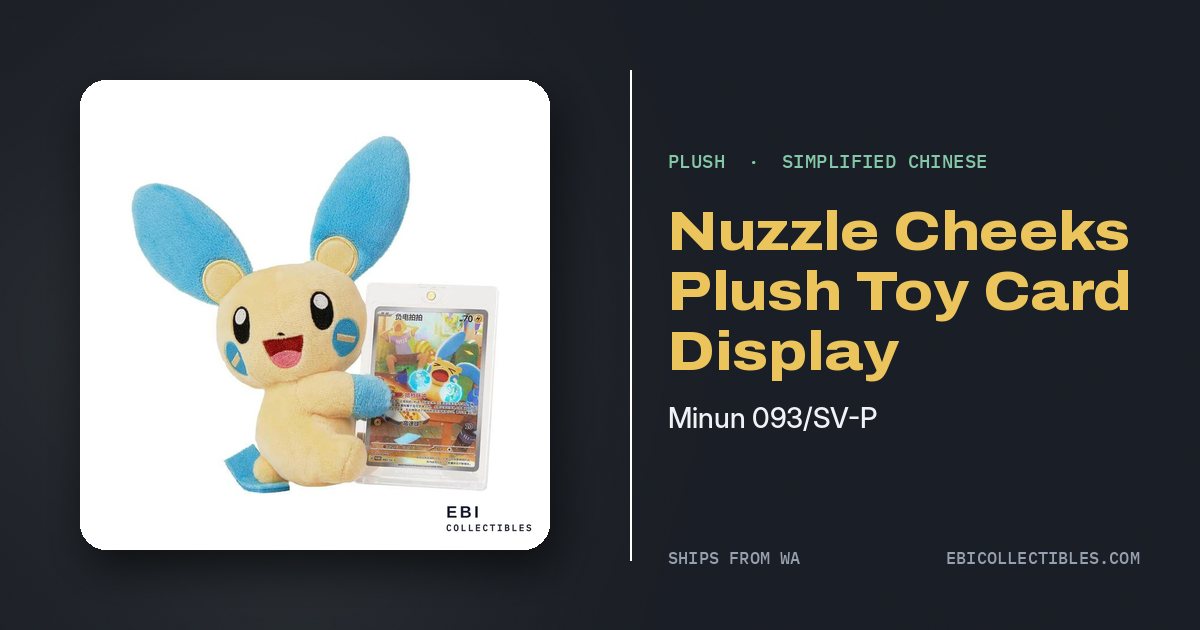 PLUSH · SIMPLIFIED CHINESE
Nuzzle Cheeks
Plush Toy Card
Display
Minun 093/SV-P
负电拍拍
70
EBI
COLLECTIBLES
SHIPS FROM WA
EBICOLLECTIBLES.COM